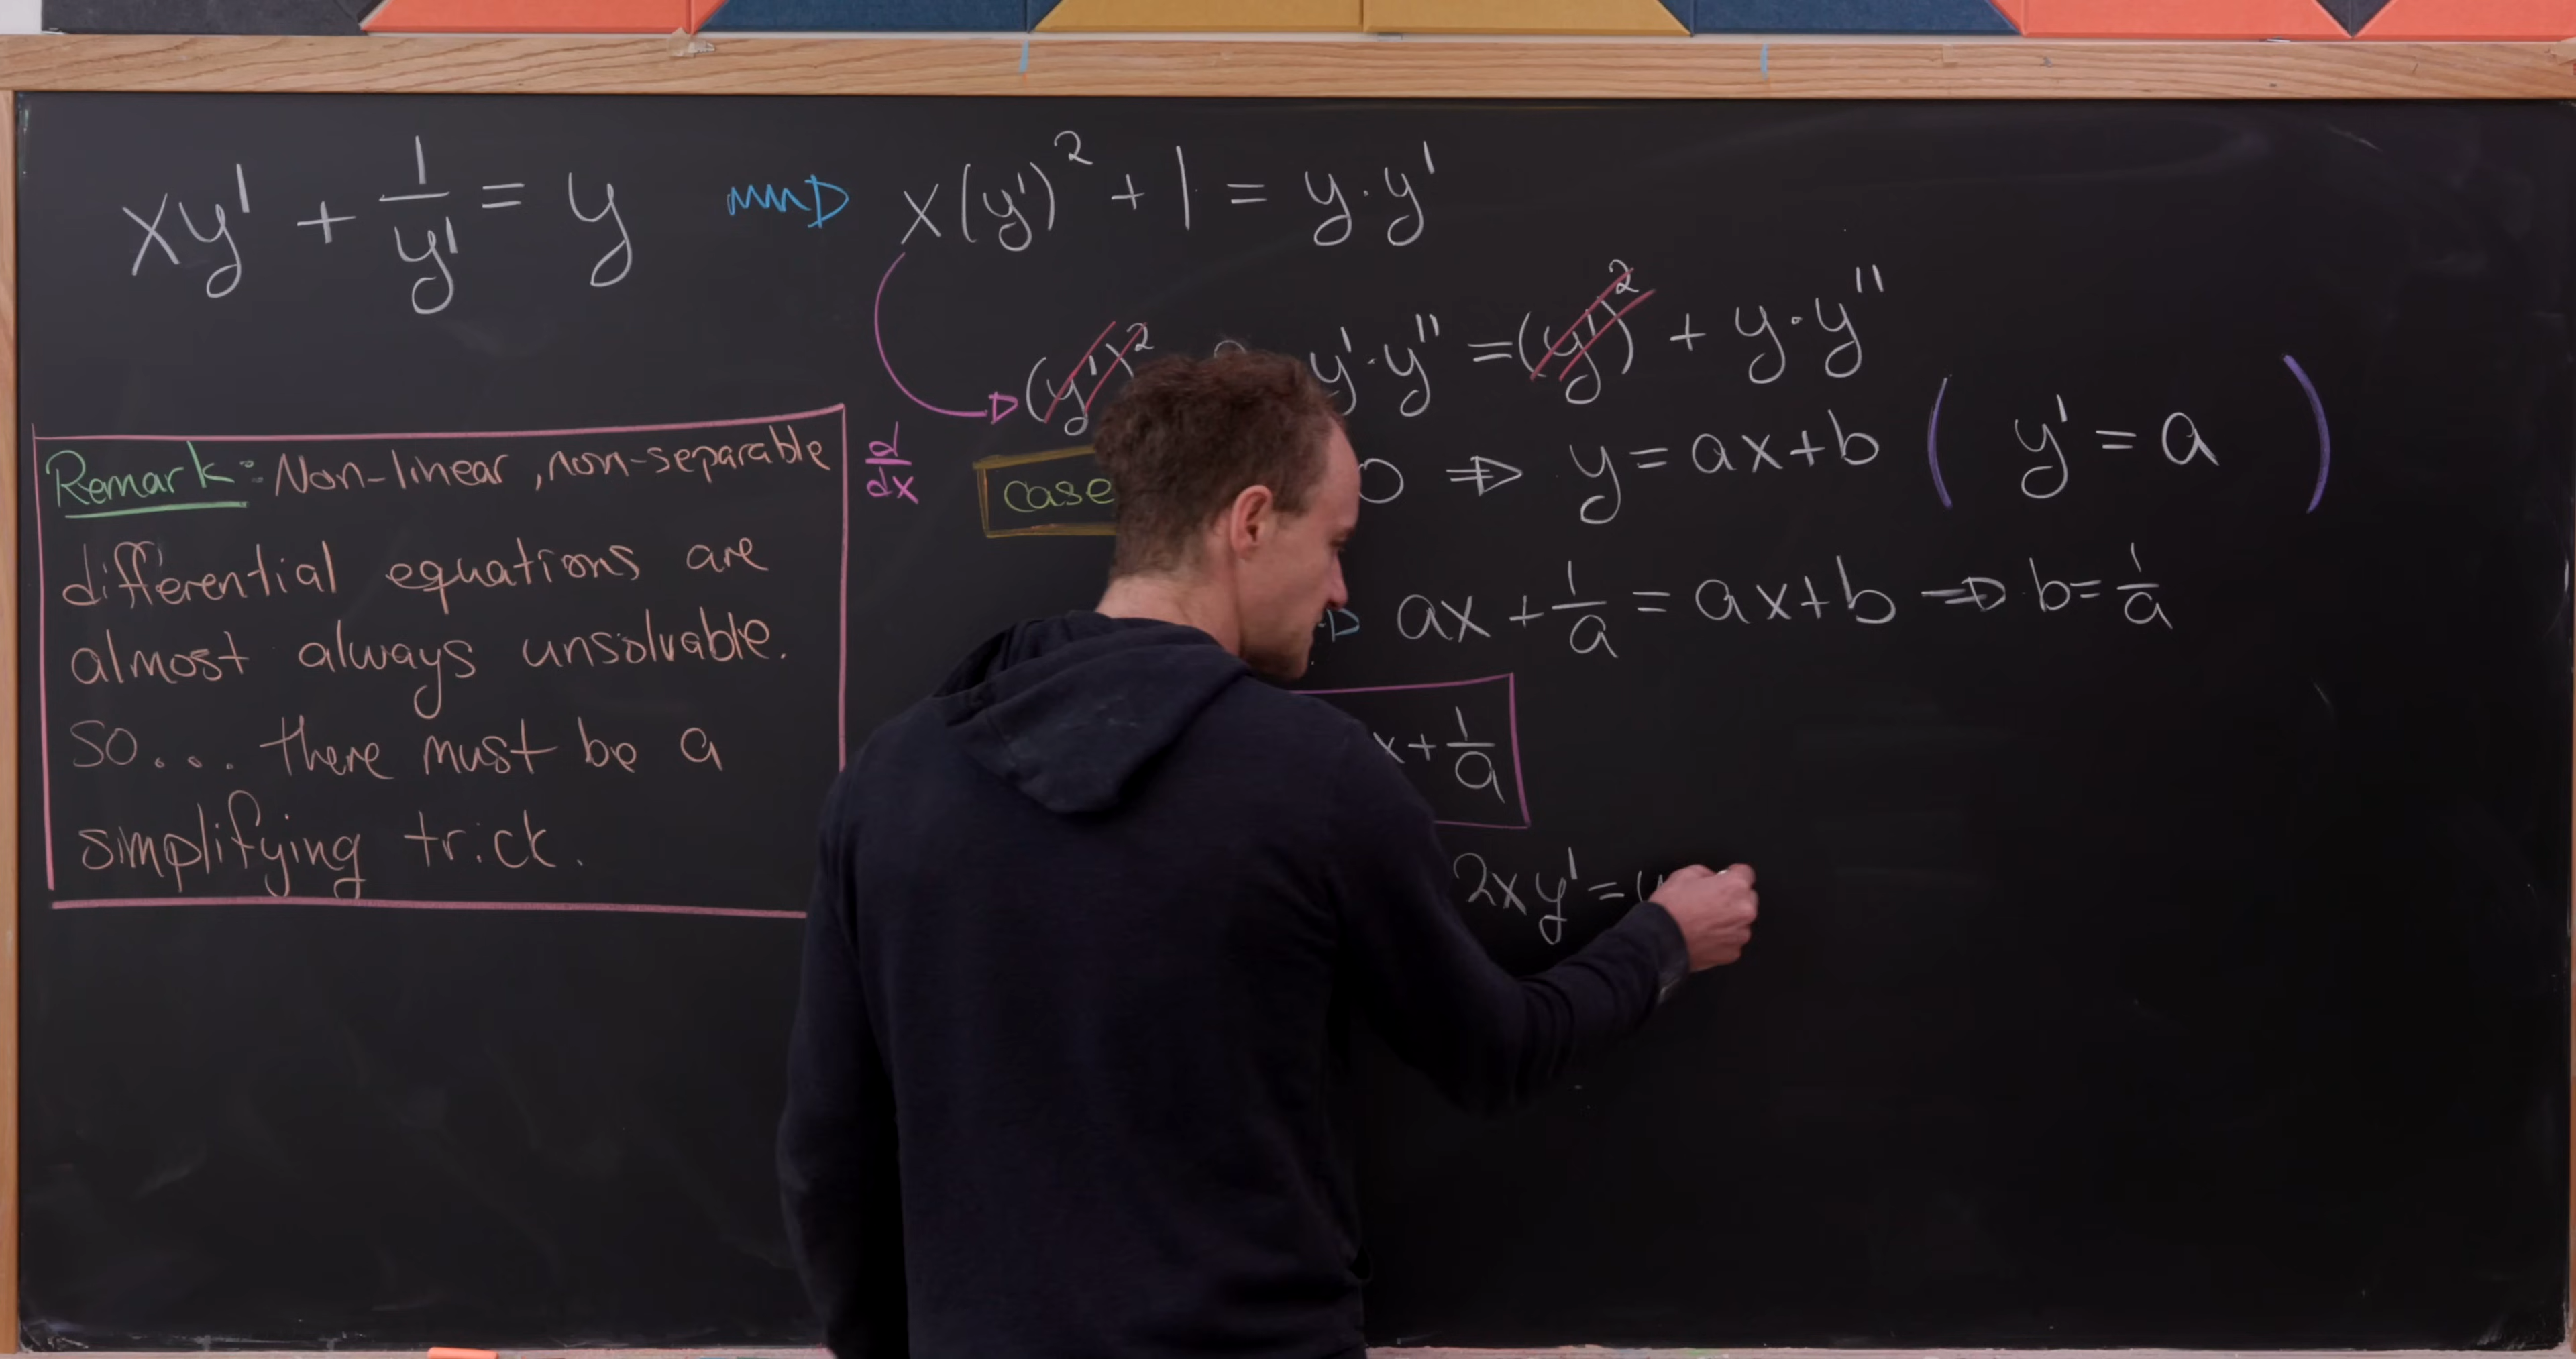 xy' + 1/y' = y ⟹ x(y')² + 1 = y·y'
(y')² y'·y'' = (y')² + y·y''
d/dx
case 0 ⇒ y = ax+b ( y' = a )
ax + 1/a = ax+b → b = 1/a
x + 1/a
2xy' =
Remark: Non-linear, non-separable
differential equations are
almost always unsolvable.
So... there must be a
simplifying trick.